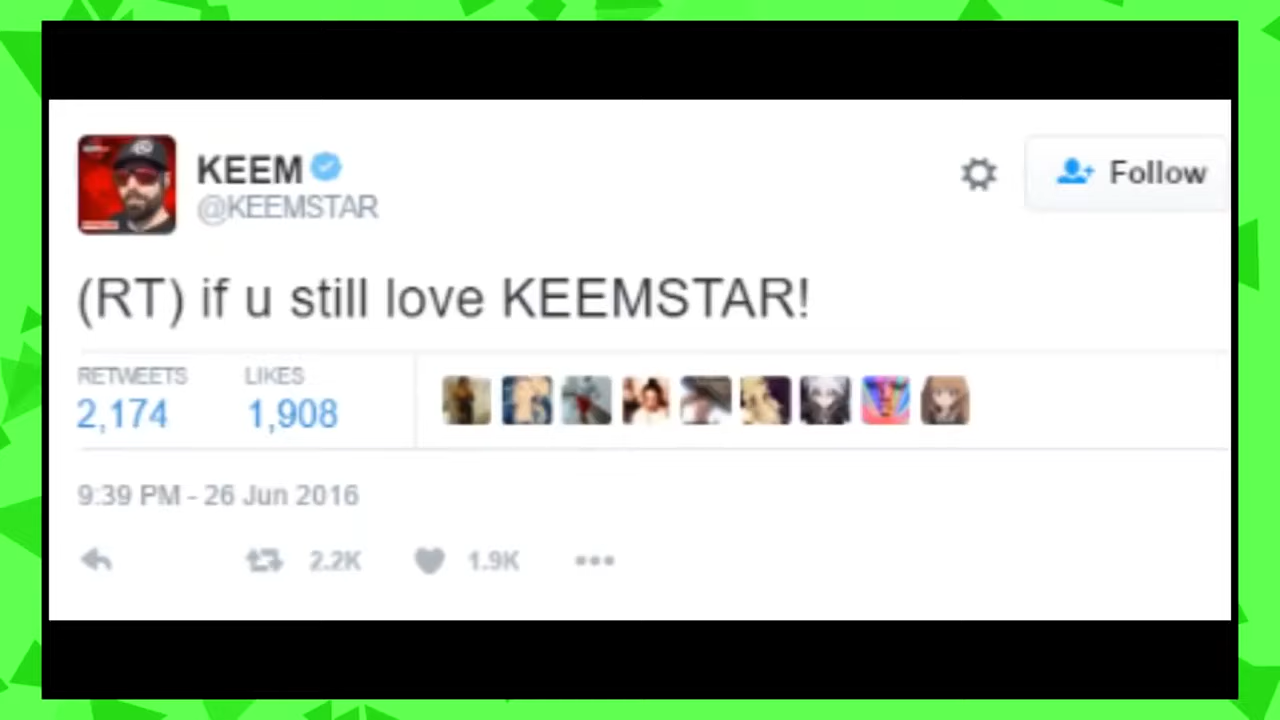 KEEM
@KEEMSTAR
Follow
(RT) if u still love KEEMSTAR!
RETWEETS LIKES
2,174 1,908
9:39 PM - 26 Jun 2016
2.2K 1.9K